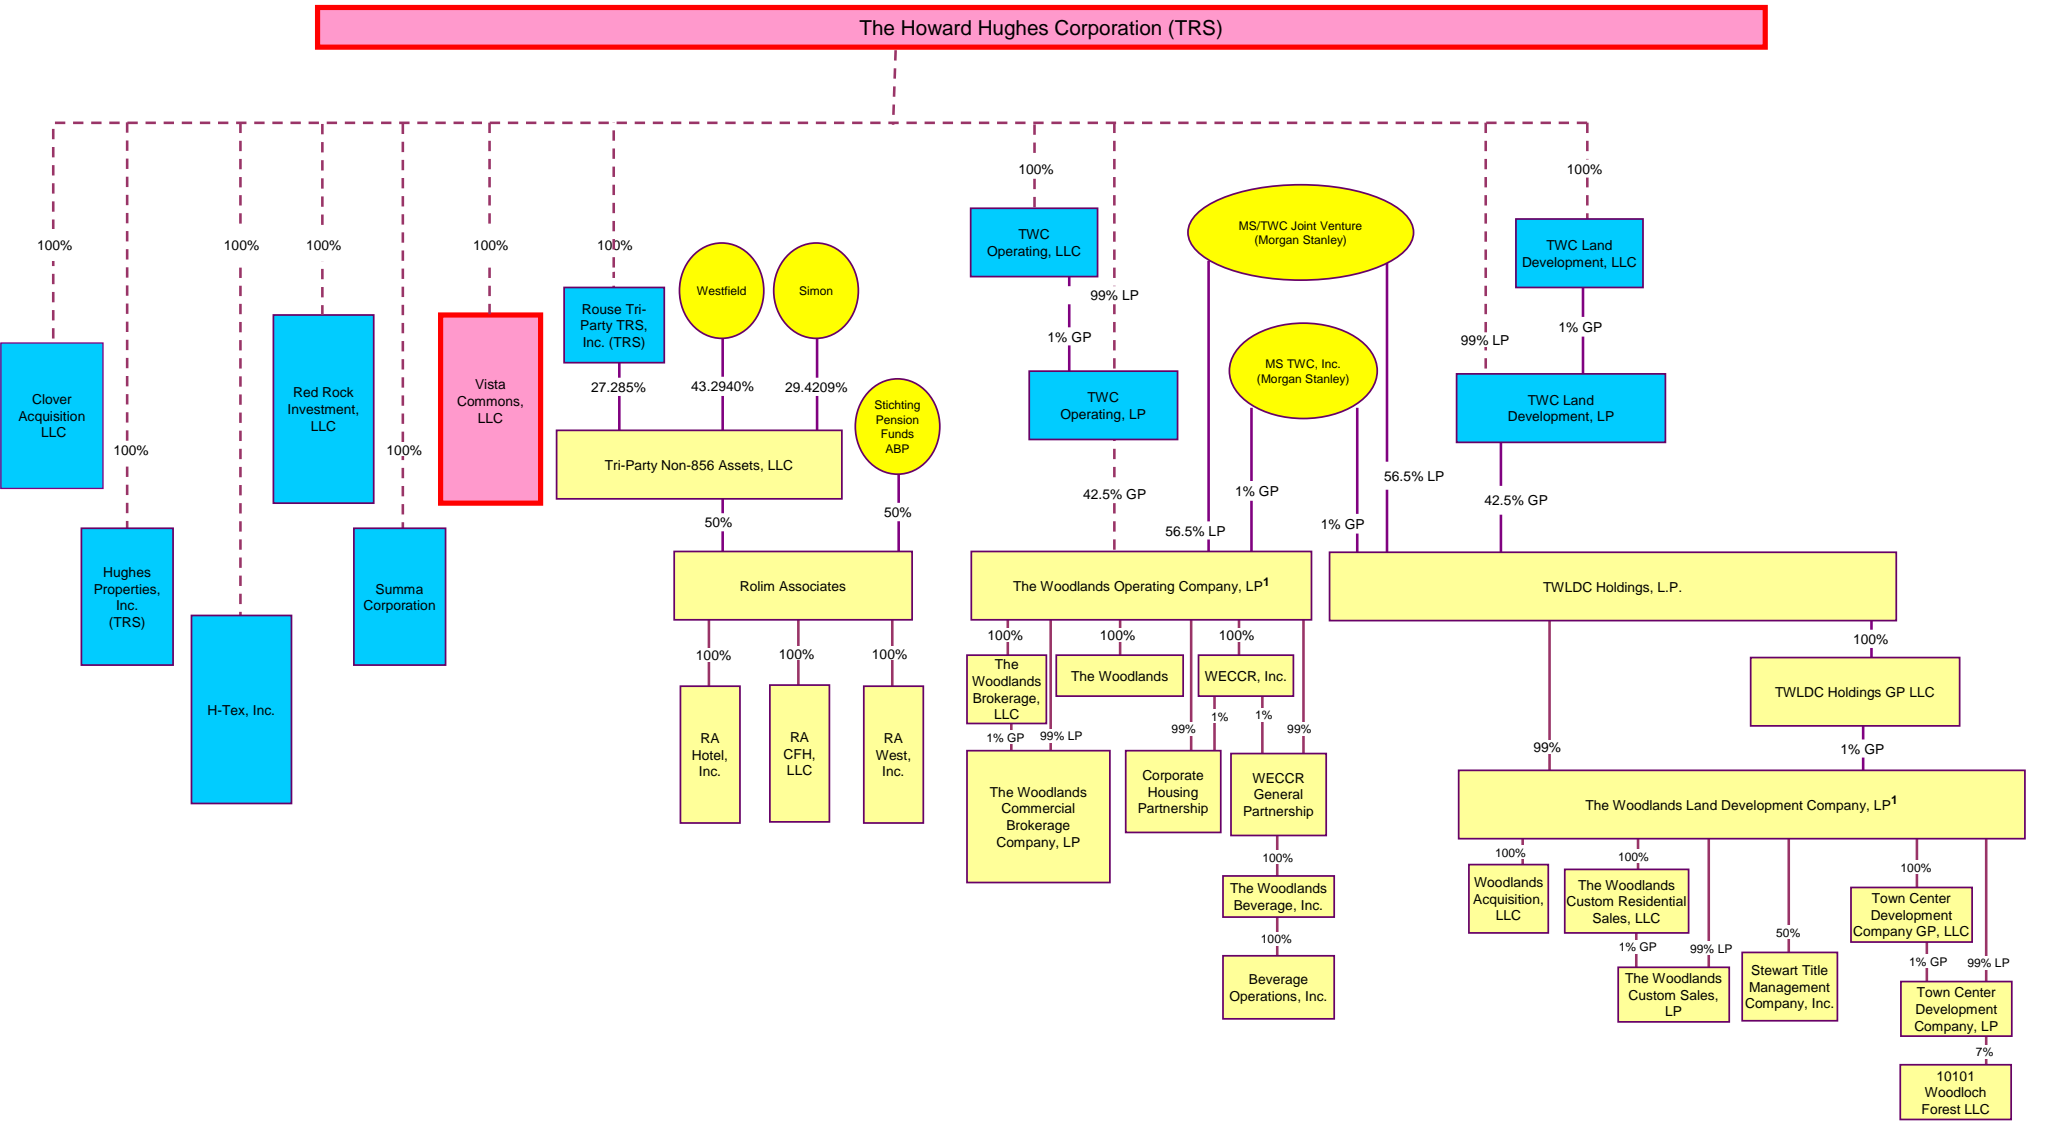 The Howard Hughes Corporation (TRS)
100%
100%
100%
100%
100%
100%
100%
100%
100%
Clover
Acquisition
LLC
Hughes
Properties,
Inc.
(TRS)
H-Tex, Inc.
Red Rock
Investment,
LLC
Summa
Corporation
Vista
Commons,
LLC
Rouse Tri-
Party TRS,
Inc. (TRS)
Westfield
Simon
27.285%
43.2940%
29.4209%
Stichting
Pension
Funds
ABP
Tri-Party Non-856 Assets, LLC
50%
50%
Rolim Associates
100%
100%
100%
RA
Hotel,
Inc.
RA
CFH,
LLC
RA
West,
Inc.
TWC
Operating, LLC
99% LP
1% GP
TWC
Operating, LP
42.5% GP
MS/TWC Joint Venture
(Morgan Stanley)
MS TWC, Inc.
(Morgan Stanley)
56.5% LP
1% GP
1% GP
56.5% LP
TWC Land
Development, LLC
99% LP
1% GP
TWC Land
Development, LP
42.5% GP
The Woodlands Operating Company, LP1
TWLDC Holdings, L.P.
100%
100%
100%
The
Woodlands
Brokerage,
LLC
The Woodlands
WECCR, Inc.
1% GP
99% LP
99%
1%
1%
99%
The Woodlands
Commercial
Brokerage
Company, LP
Corporate
Housing
Partnership
WECCR
General
Partnership
100%
The Woodlands
Beverage, Inc.
100%
Beverage
Operations, Inc.
100%
TWLDC Holdings GP LLC
99%
1% GP
The Woodlands Land Development Company, LP1
100%
100%
50%
100%
Woodlands
Acquisition,
LLC
The Woodlands
Custom Residential
Sales, LLC
1% GP
99% LP
The Woodlands
Custom Sales,
LP
Stewart Title
Management
Company, Inc.
Town Center
Development
Company GP, LLC
1% GP
99% LP
Town Center
Development
Company, LP
7%
10101
Woodloch
Forest LLC